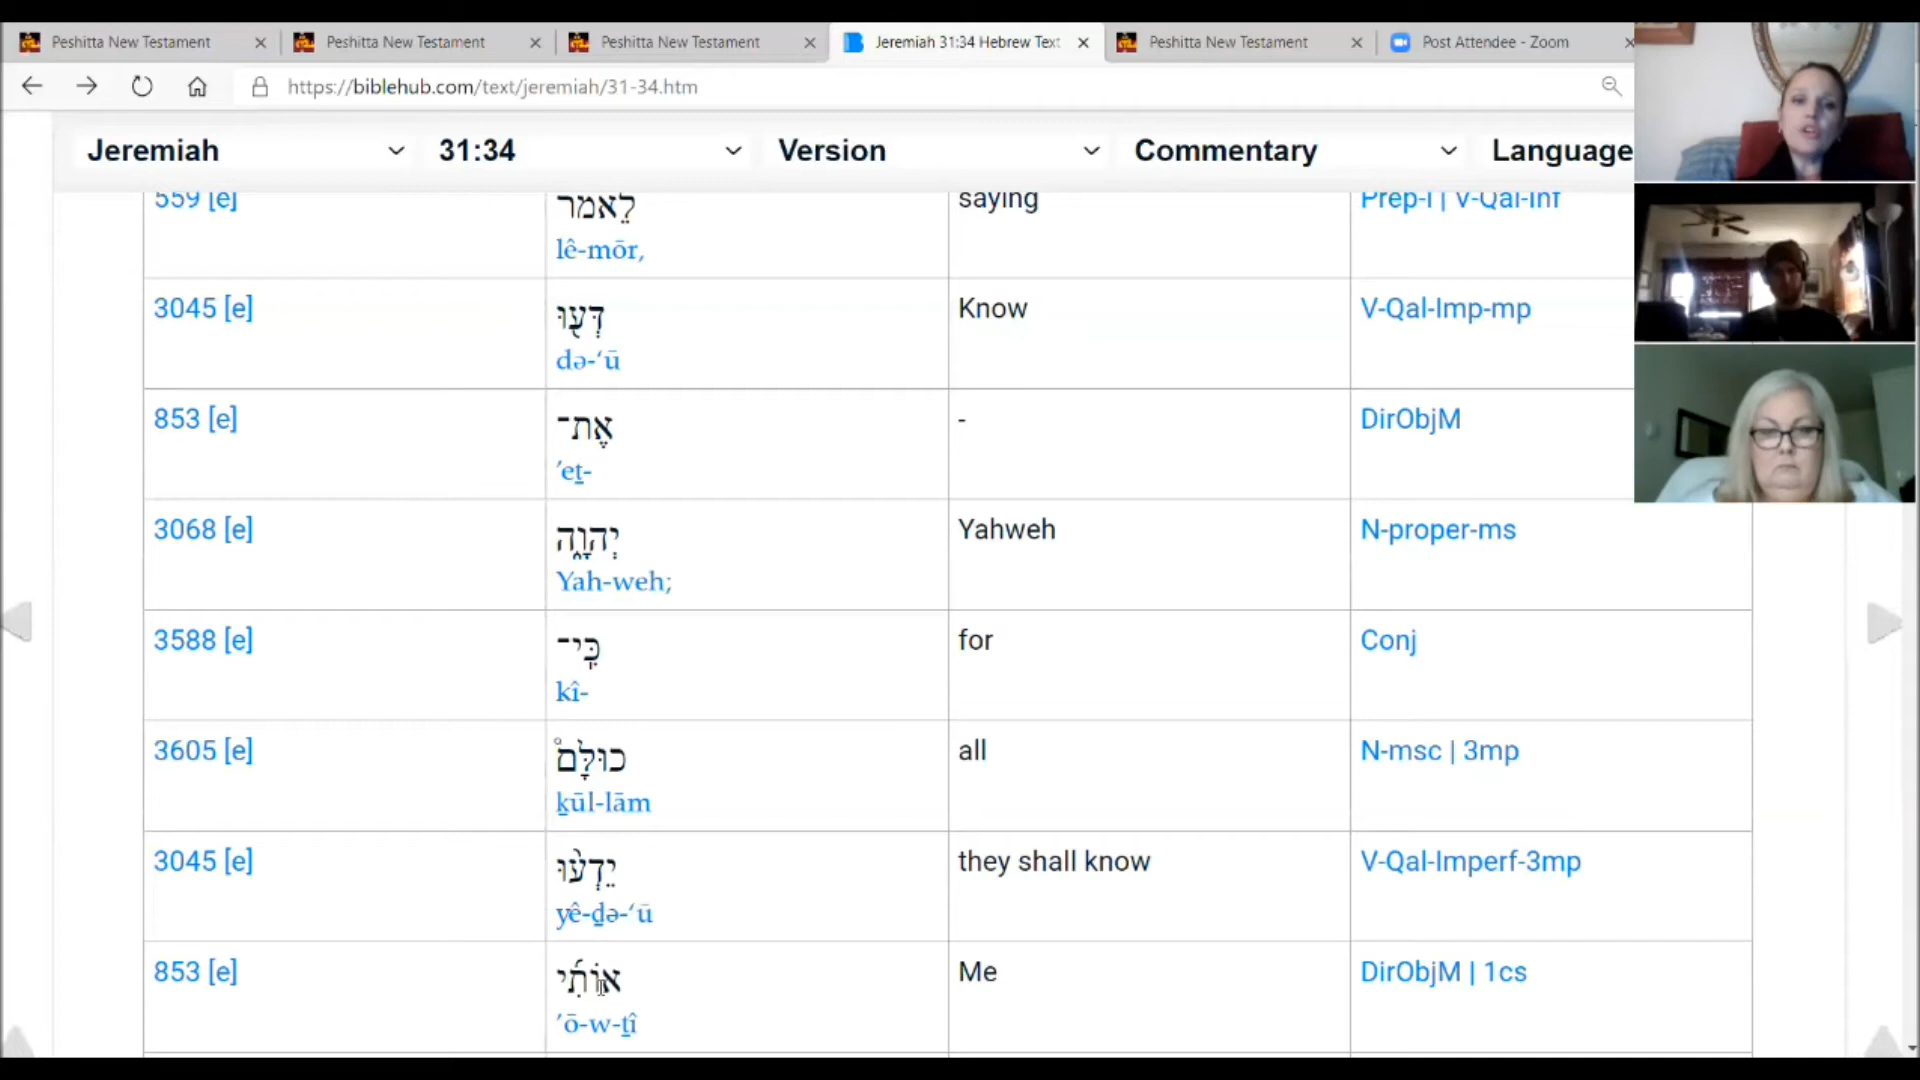 Peshitta New Testament Peshitta New Testament Peshitta New Testament Jeremiah 31:34 Hebrew Text Peshitta New Testament Post Attendee - Zoom
https://biblehub.com/text/jeremiah/31-34.htm
Jeremiah 31:34 Version Commentary Language
559 [e] לֵאמֹר saying Prep-l | V-Qal-Inf
lê-mōr,
3045 [e] דְּע֖וּ Know V-Qal-Imp-mp
də-‘ū
853 [e] אֶת־ - DirObjM
’eṯ-
3068 [e] יְהוָ֑ה Yahweh N-proper-ms
Yah-weh;
3588 [e] כִּֽי־ for Conj
kî-
3605 [e] כוּלָּ֨ם֩ all N-msc | 3mp
ḵūl-lām
3045 [e] יֵדְע֨וּ they shall know V-Qal-Imperf-3mp
yê-ḏə-‘ū
853 [e] אוֹתִ֜י Me DirObjM | 1cs
’ō-w-ṯî